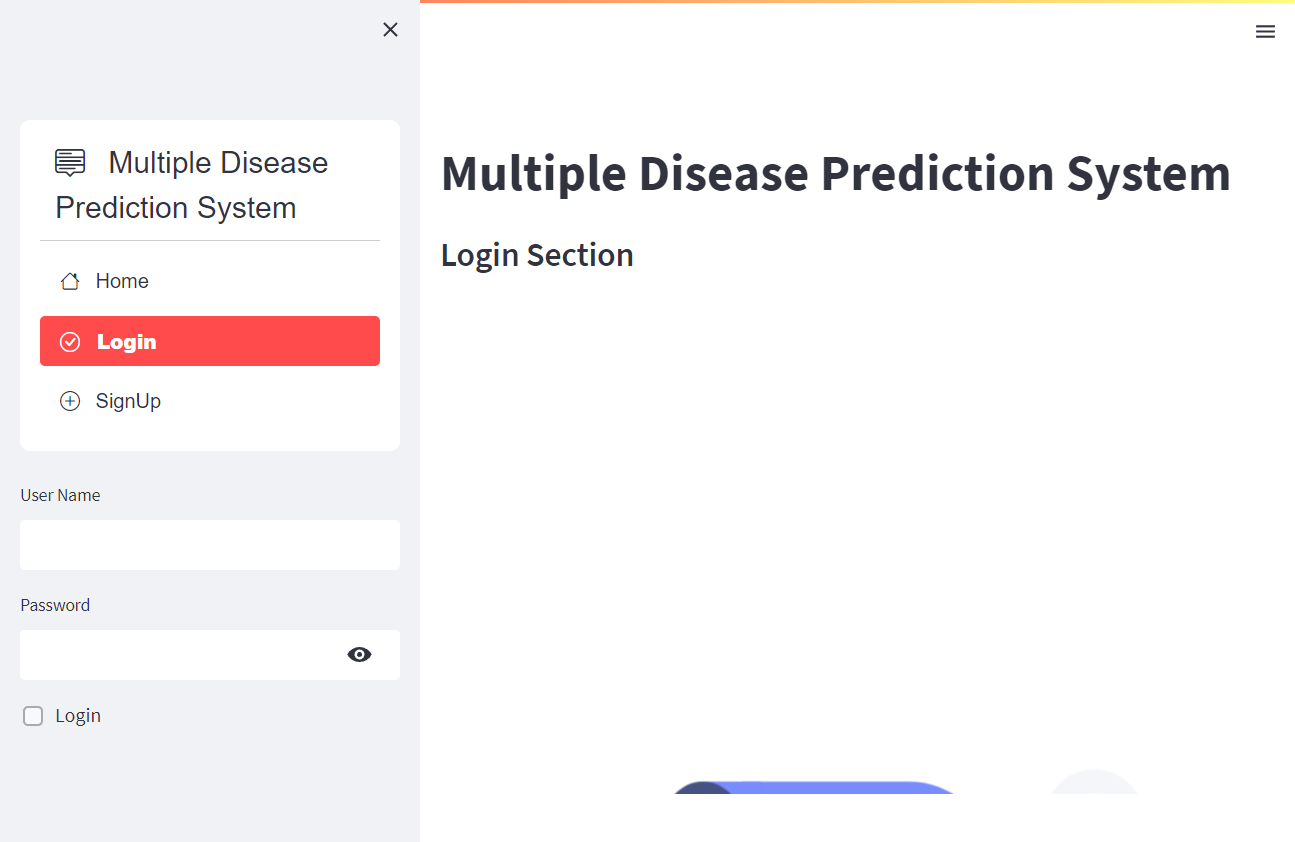 Multiple Disease
Prediction System
Home
Login
SignUp
User Name
Password
Login
Multiple Disease Prediction System
Login Section